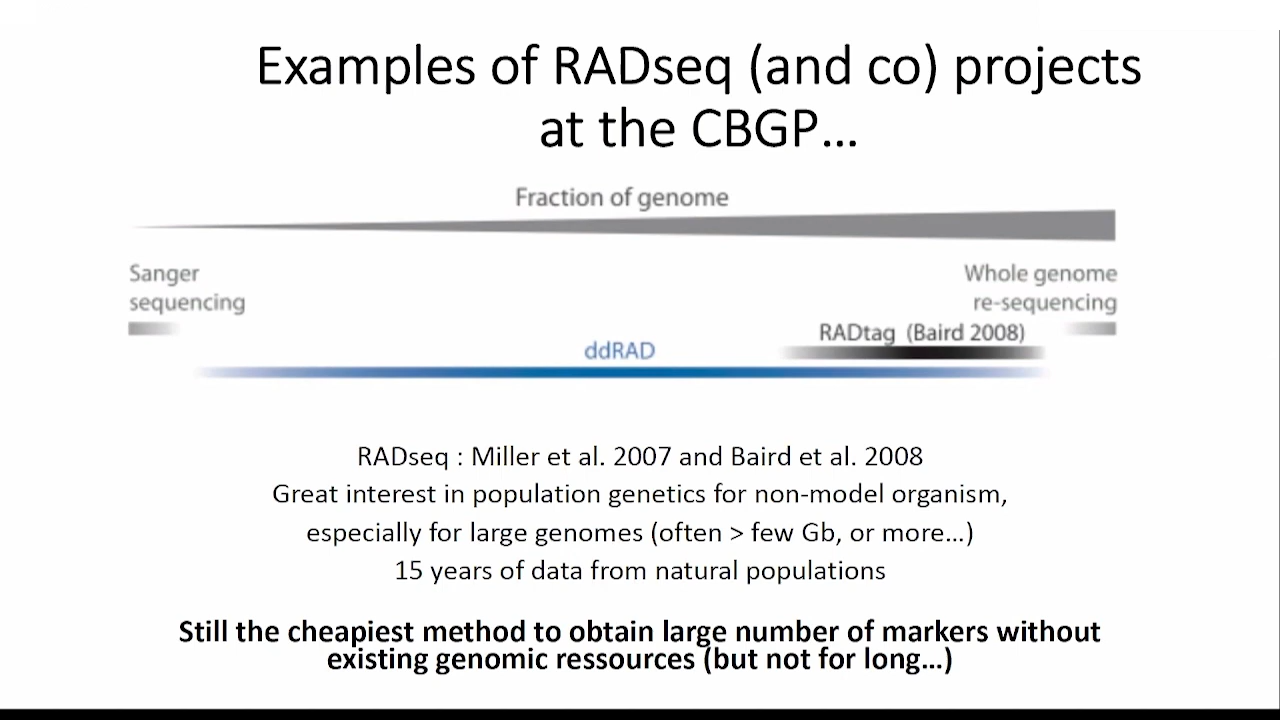 Examples of RADseq (and co) projects
at the CBGP...
Fraction of genome
Sanger
sequencing
Whole genome
re-sequencing
RADtag (Baird 2008)
ddRAD
RADseq : Miller et al. 2007 and Baird et al. 2008
Great interest in population genetics for non-model organism,
especially for large genomes (often > few Gb, or more...)
15 years of data from natural populations
Still the cheapest method to obtain large number of markers without
existing genomic ressources (but not for long...)